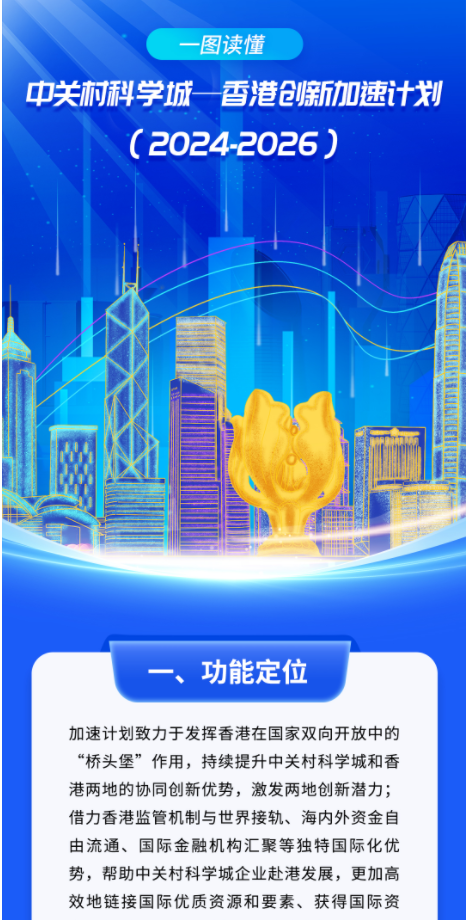 一图读懂
中关村科学城—香港创新加速计划
（2024-2026）
一、功能定位
加速计划致力于发挥香港在国家双向开放中的
“桥头堡”作用，持续提升中关村科学城和香
港两地的协同创新优势，激发两地创新潜力；
借力香港监管机制与世界接轨、海内外资金自
由流通、国际金融机构汇聚等独特国际化优
势，帮助中关村科学城企业赴港发展，更加高
效地链接国际优质资源和要素、获得国际资